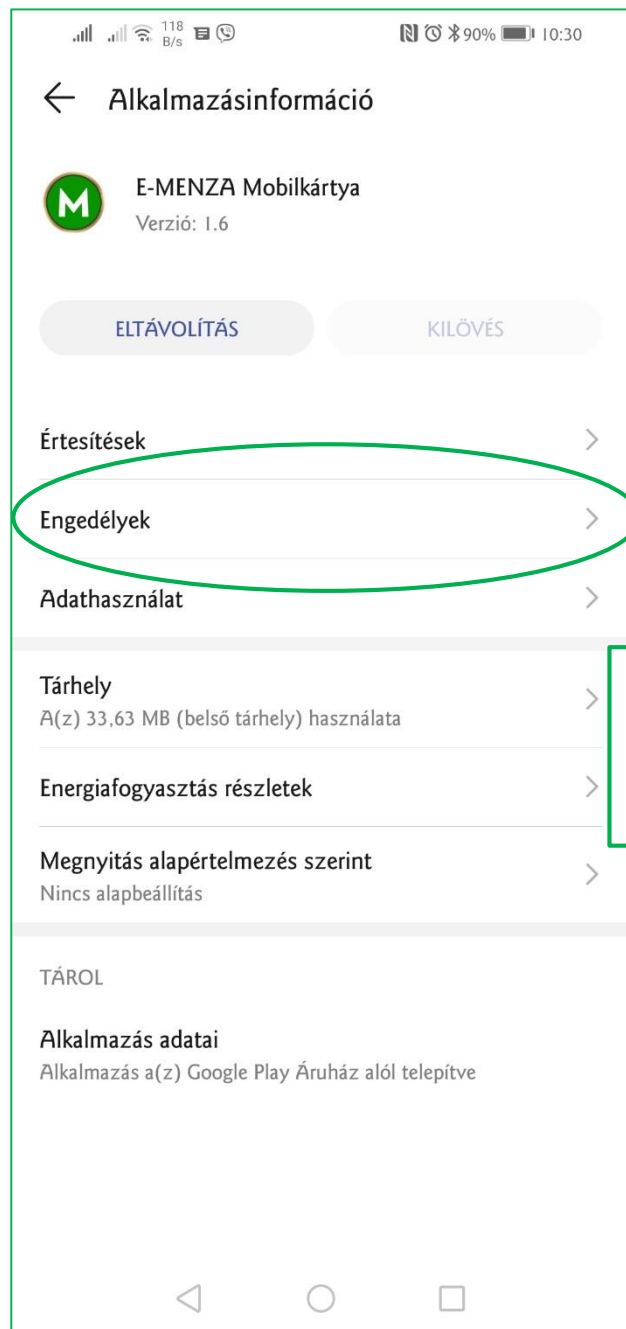 118 B/s 90% 10:30
Alkalmazásinformáció
M
E-MENZA Mobilkártya
Verzió: 1.6
ELTÁVOLÍTÁS KILÖVÉS
Értesítések
Engedélyek
Adathasználat
Tárhely
A(z) 33,63 MB (belső tárhely) használata
Energiafogyasztás részletek
Megnyitás alapértelmezés szerint
Nincs alapbeállítás
TÁROL
Alkalmazás adatai
Alkalmazás a(z) Google Play Áruház alól telepítve